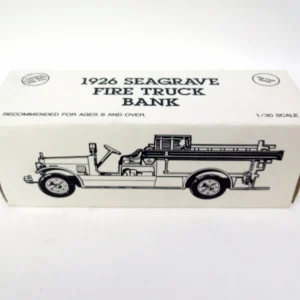 1926 SEAGRAVE
FIRE TRUCK
BANK
RECOMMENDED FOR AGES 8 AND OVER.
1/30 SCALE